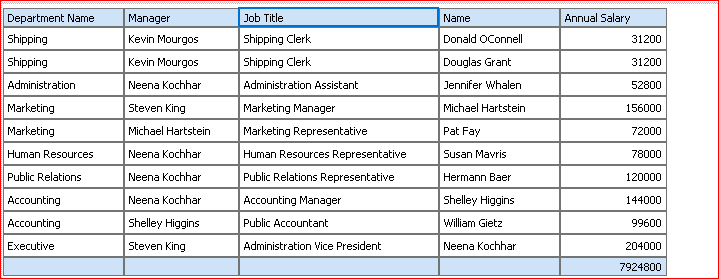 Department Name Manager Job Title Name Annual Salary
Shipping Kevin Mourgos Shipping Clerk Donald OConnell 31200
Shipping Kevin Mourgos Shipping Clerk Douglas Grant 31200
Administration Neena Kochhar Administration Assistant Jennifer Whalen 52800
Marketing Steven King Marketing Manager Michael Hartstein 156000
Marketing Michael Hartstein Marketing Representative Pat Fay 72000
Human Resources Neena Kochhar Human Resources Representative Susan Mavris 78000
Public Relations Neena Kochhar Public Relations Representative Hermann Baer 120000
Accounting Neena Kochhar Accounting Manager Shelley Higgins 144000
Accounting Shelley Higgins Public Accountant William Gietz 99600
Executive Steven King Administration Vice President Neena Kochhar 204000
7924800